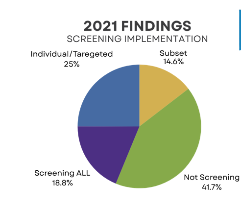 2021 FINDINGS
SCREENING IMPLEMENTATION
Individual/Taregeted
25%
Subset
14.6%
Screening ALL
18.8%
Not Screening
41.7%